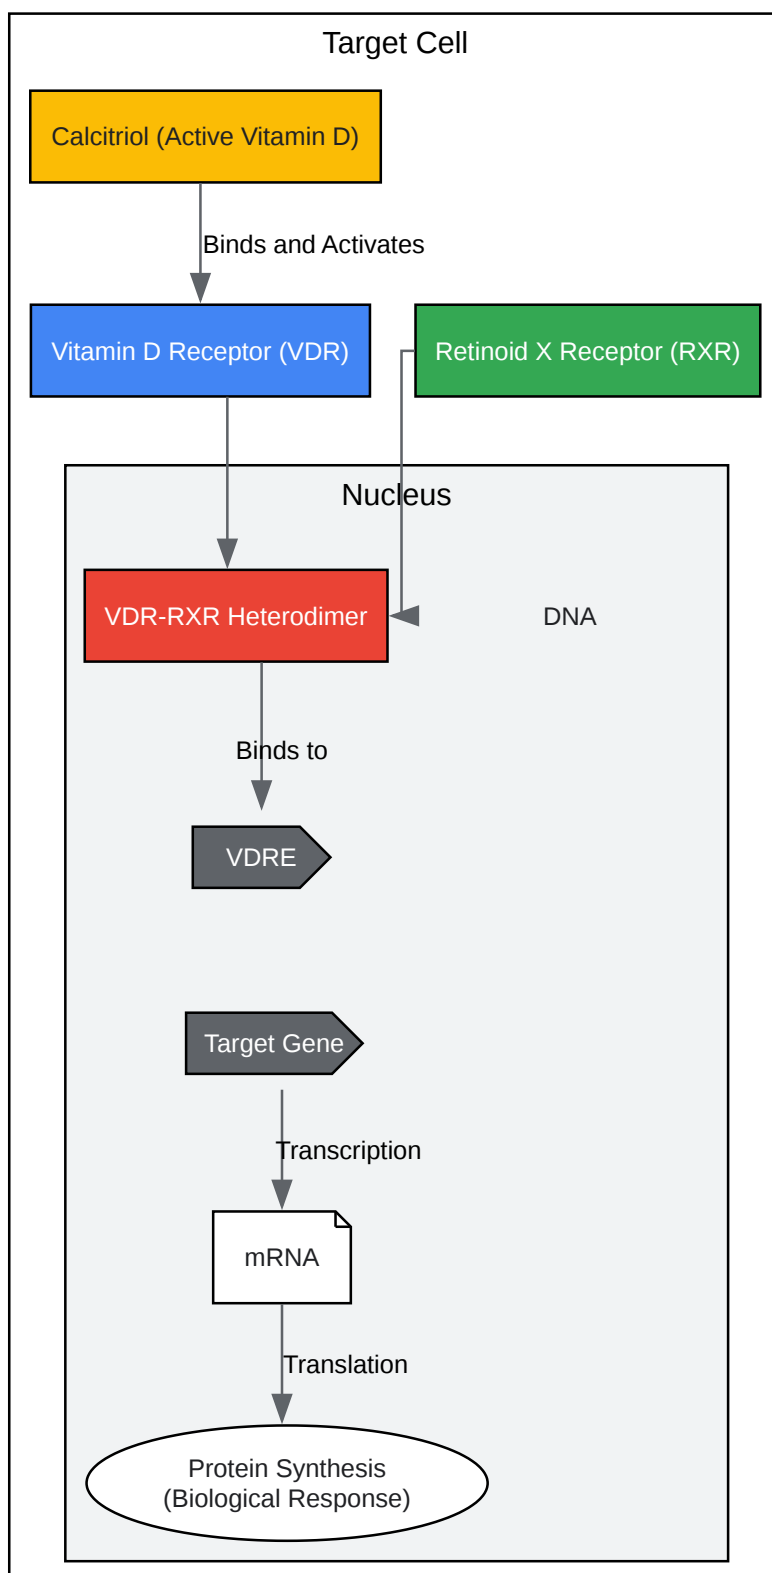 Target Cell
Calcitriol (Active Vitamin D)
Binds and Activates
Vitamin D Receptor (VDR)
Retinoid X Receptor (RXR)
Nucleus
VDR-RXR Heterodimer
DNA
Binds to
VDRE
Target Gene
Transcription
mRNA
Translation
Protein Synthesis
(Biological Response)